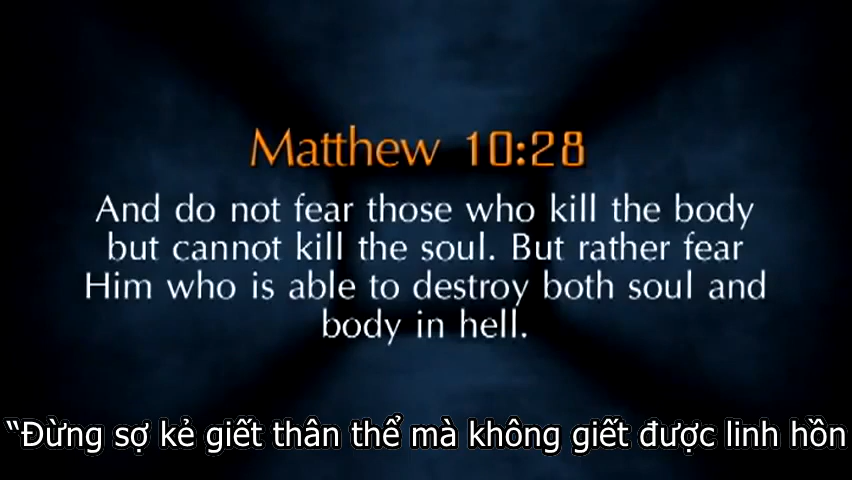 Matthew 10:28
And do not fear those who kill the body
but cannot kill the soul. But rather fear
Him who is able to destroy both soul and
body in hell.
“Đừng sợ kẻ giết thân thể mà không giết được linh hồn